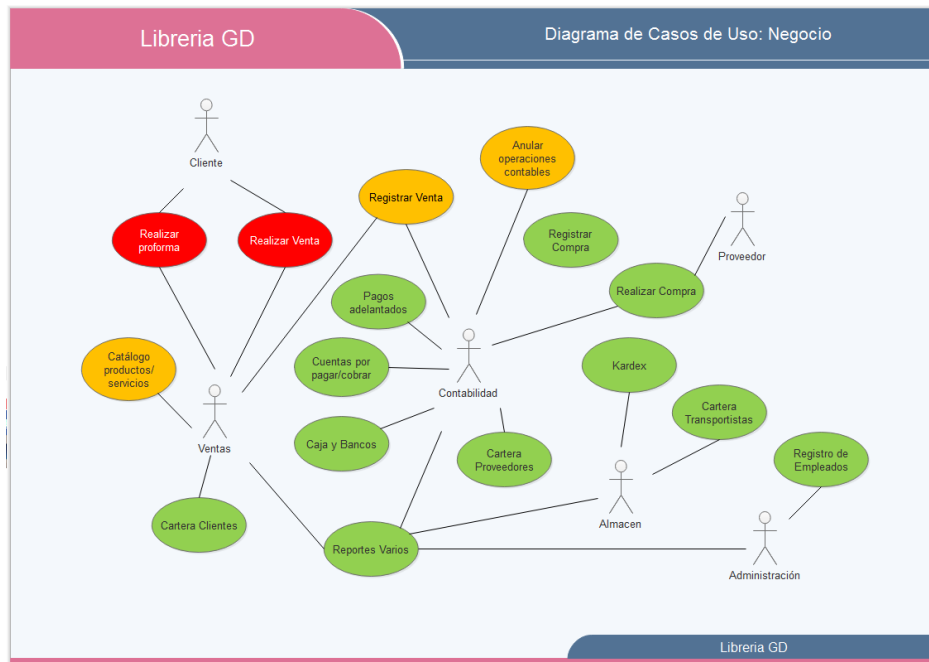 Libreria GD
Diagrama de Casos de Uso: Negocio
Cliente
Anular
operaciones
contables
Registrar Venta
Realizar
proforma
Realizar Venta
Registrar
Compra
Proveedor
Realizar Compra
Pagos
adelantados
Catálogo
productos/
servicios
Cuentas por
pagar/cobrar
Contabilidad
Kardex
Cartera
Transportistas
Ventas
Caja y Bancos
Cartera
Proveedores
Registro de
Empleados
Cartera Clientes
Almacen
Reportes Varios
Administración
Libreria GD